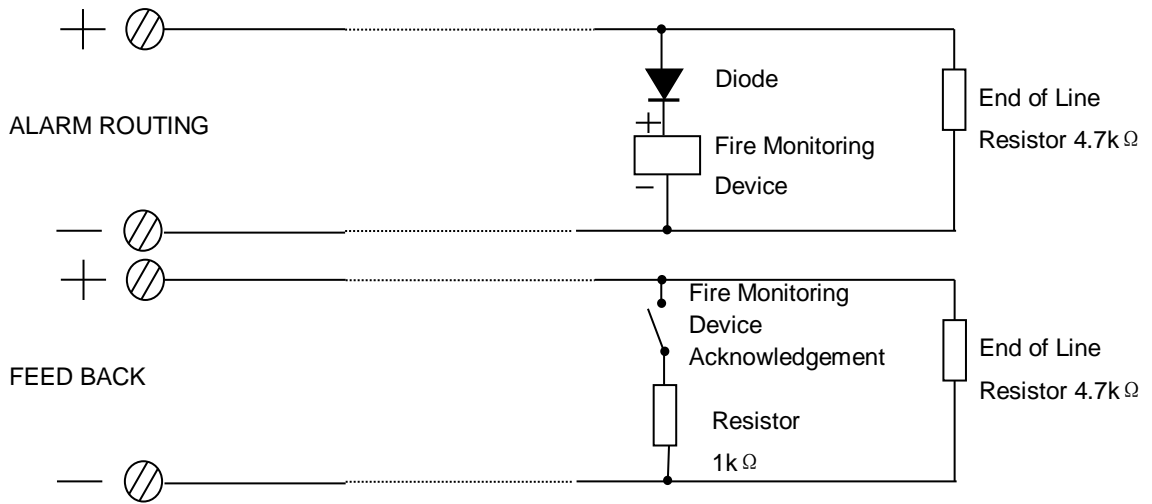 +
Diode
ALARM ROUTING
+
Fire Monitoring
Device
−
End of Line
Resistor 4.7kΩ
−
+
Fire Monitoring
Device
Acknowledgement
FEED BACK
Resistor
1kΩ
End of Line
Resistor 4.7kΩ
−